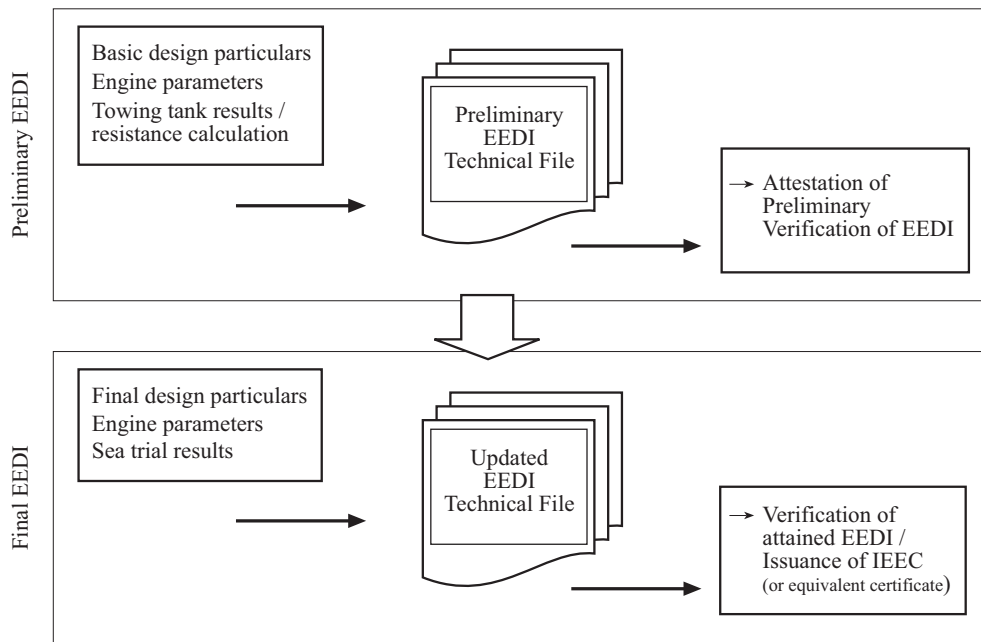 Preliminary EEDI
Basic design particulars
Engine parameters
Towing tank results /
resistance calculation
Preliminary
EEDI
Technical File
→ Attestation of
Preliminary
Verification of EEDI
Final EEDI
Final design particulars
Engine parameters
Sea trial results
Updated
EEDI
Technical File
→ Verification of
attained EEDI /
Issuance of IEEC
(or equivalent certificate)